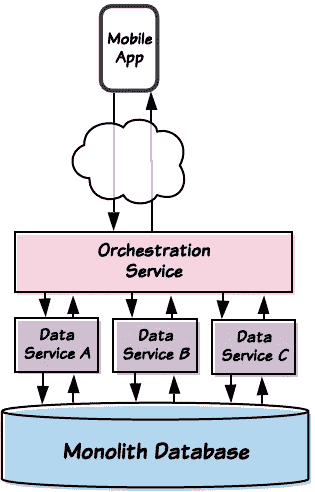 Mobile
App
Orchestration
Service
Data
Service A
Data
Service B
Data
Service C
Monolith Database